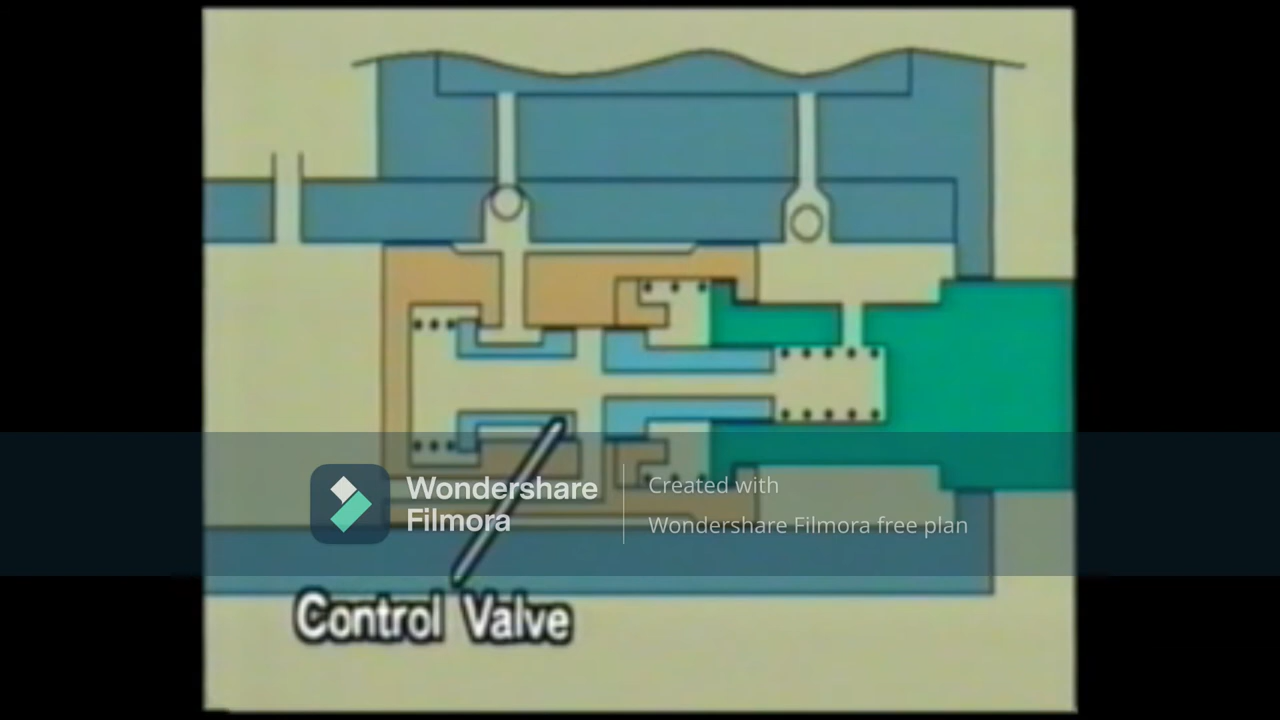 Wondershare
Filmora
Created with
Wondershare Filmora free plan
Control Valve